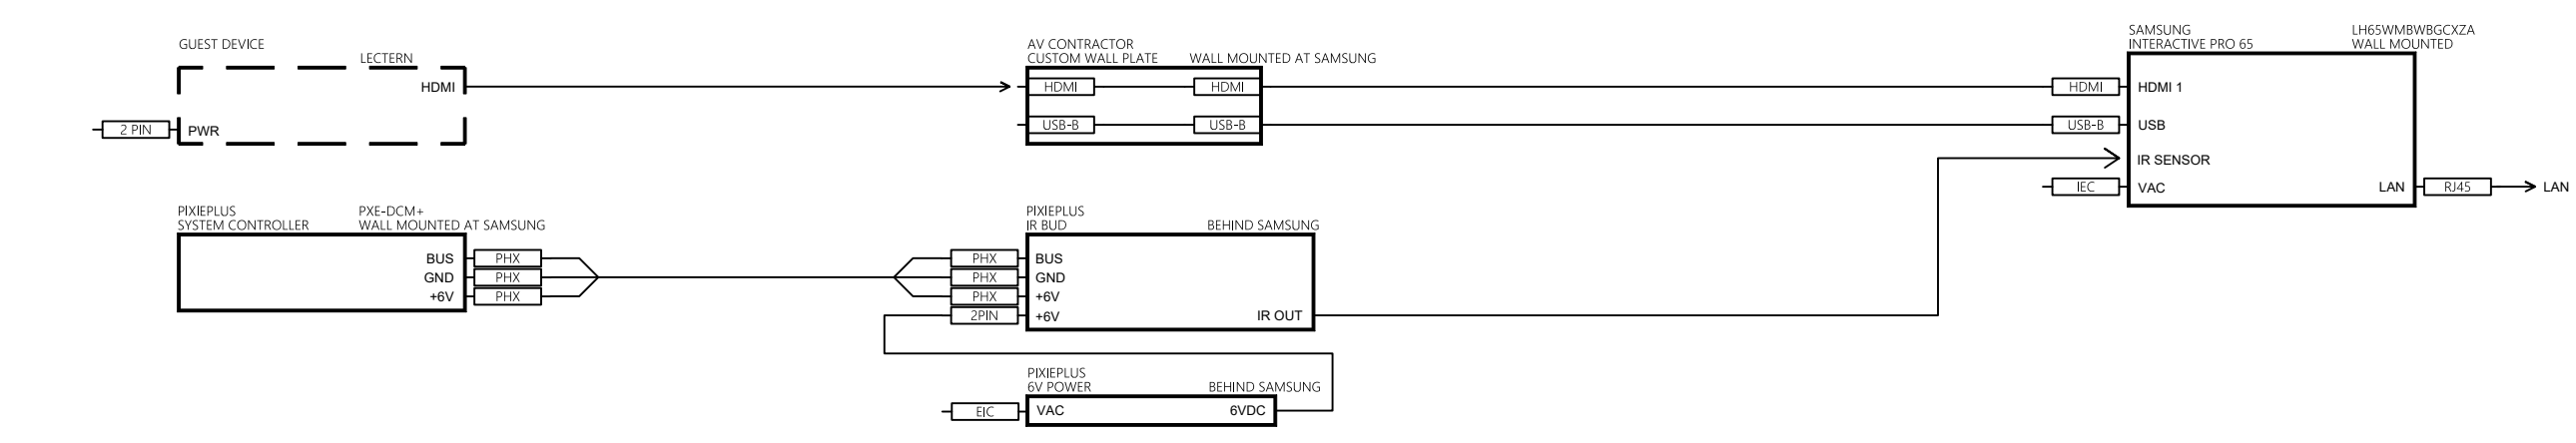 GUEST DEVICE
LECTERN
HDMI
2 PIN
PWR
AV CONTRACTOR
CUSTOM WALL PLATE
WALL MOUNTED AT SAMSUNG
HDMI
HDMI
USB-B
USB-B
SAMSUNG
INTERACTIVE PRO 65
LH65WMBWBGCXZA
WALL MOUNTED
HDMI
HDMI 1
USB-B
USB
IR SENSOR
IEC
VAC
LAN
RJ45
LAN
PIXIEPLUS
SYSTEM CONTROLLER
PXE-DCM+
WALL MOUNTED AT SAMSUNG
BUS
PHX
GND
PHX
+6V
PHX
PIXIEPLUS
IR BUD
BEHIND SAMSUNG
PHX
BUS
PHX
GND
PHX
+6V
2PIN
+6V
IR OUT
PIXIEPLUS
6V POWER
BEHIND SAMSUNG
EIC
VAC
6VDC